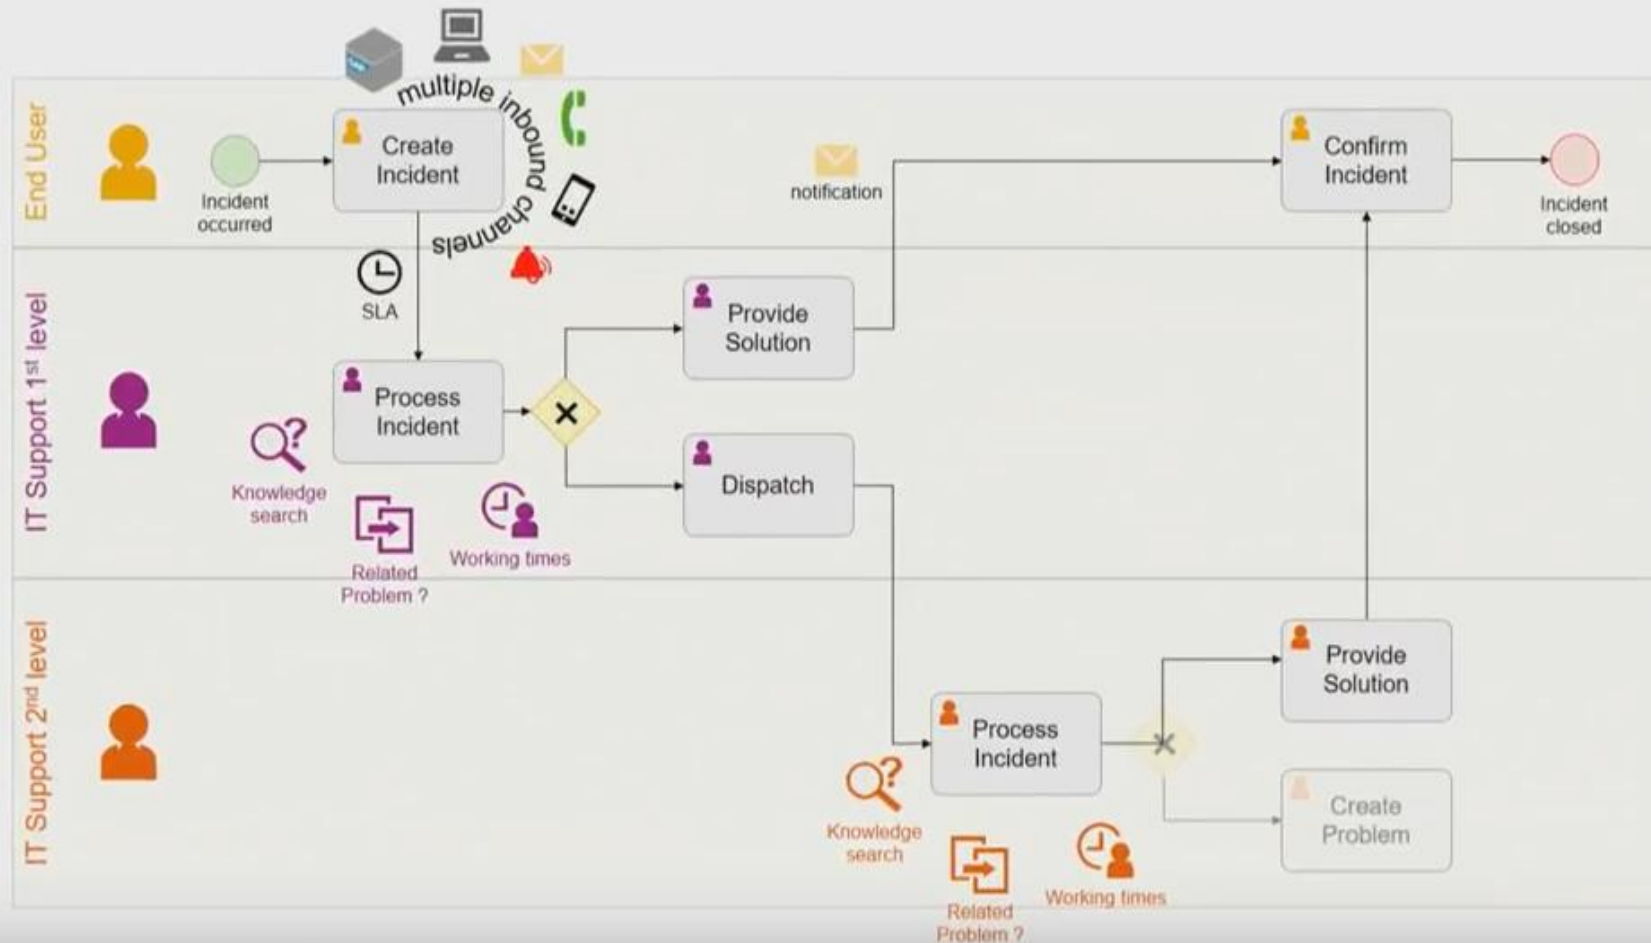 multiple inbound channels
End User
Create
Incident
Incident
occurred
notification
Confirm
Incident
Incident
closed
SLA
IT Support 1st level
Process
Incident
Provide
Solution
Dispatch
Knowledge
search
Related
Problem ?
Working times
IT Support 2nd level
Process
Incident
Provide
Solution
Create
Problem
Knowledge
search
Related
Problem ?
Working times